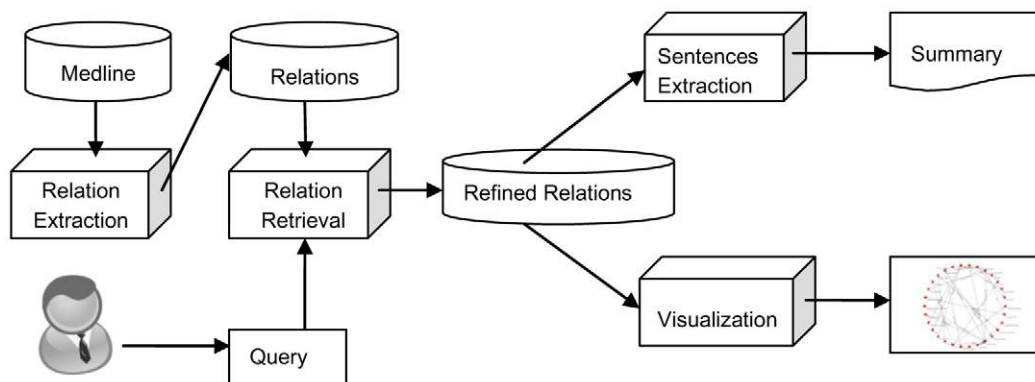 Medline
Relations
Sentences
Extraction
Summary
Relation
Extraction
Relation
Retrieval
Refined Relations
Visualization
Query